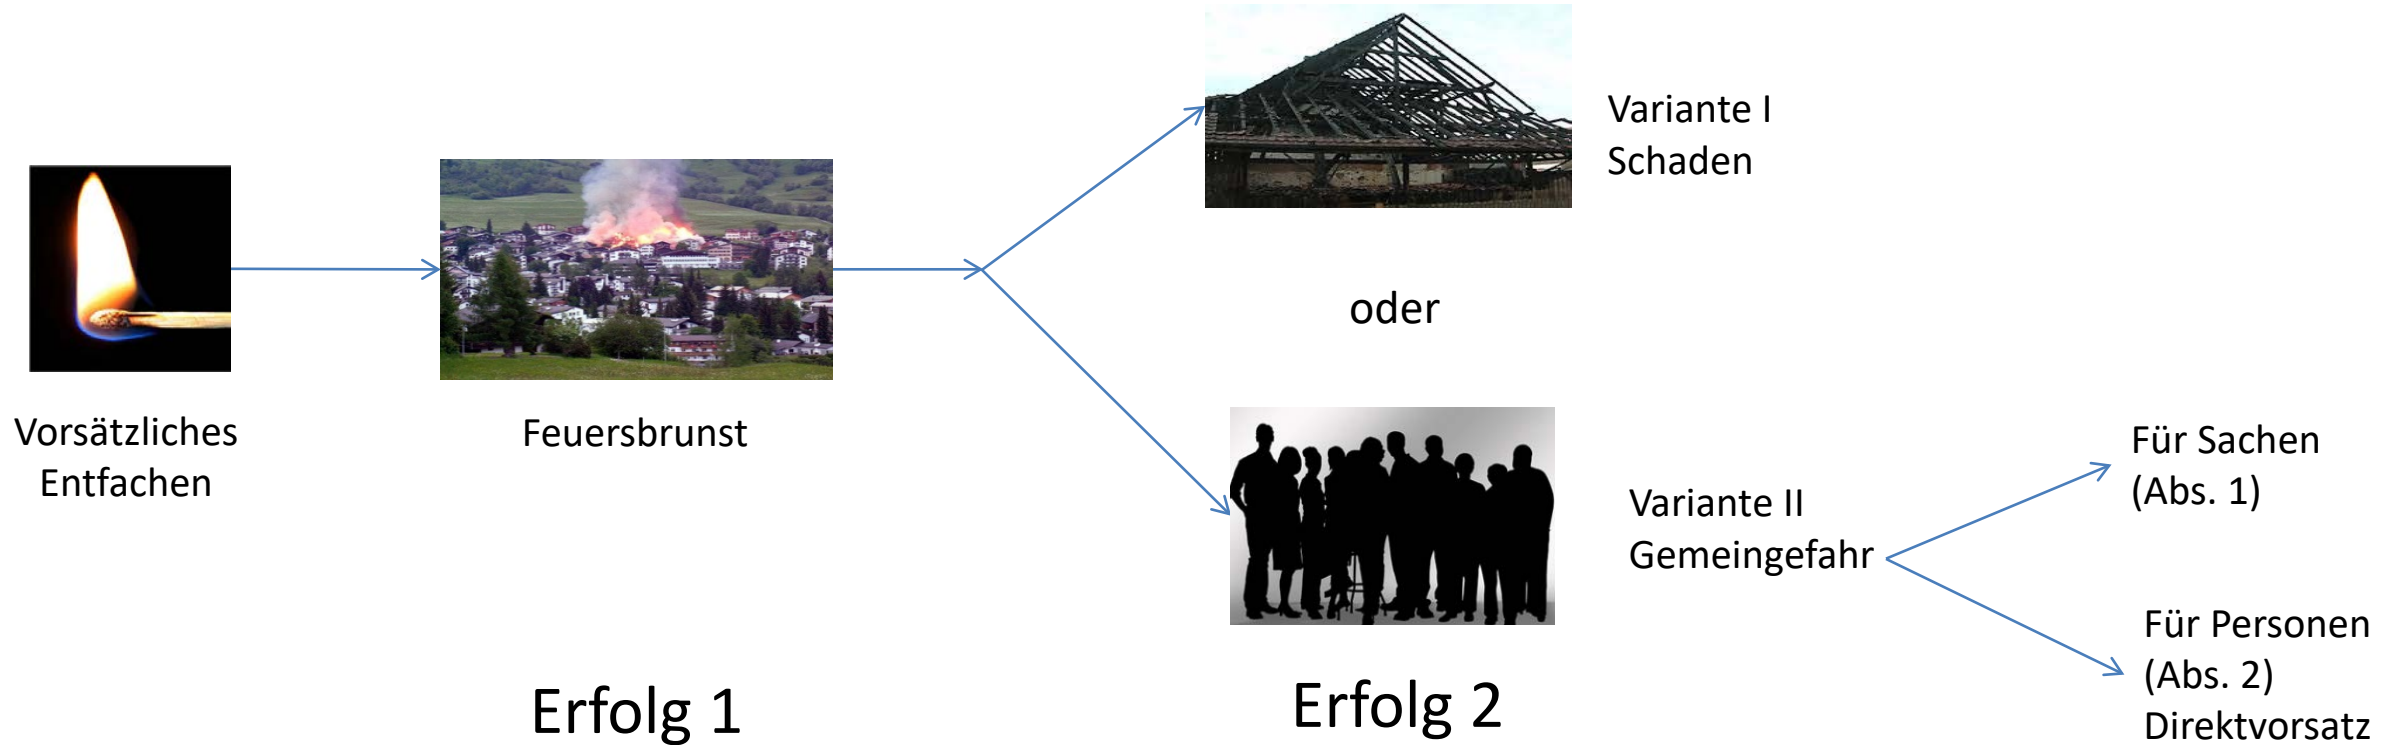 Vorsätzliches
Entfachen
Feuersbrunst
Erfolg 1
Variante I
Schaden
oder
Variante II
Gemeingefahr
Erfolg 2
Für Sachen
(Abs. 1)
Für Personen
(Abs. 2)
Direktvorsatz